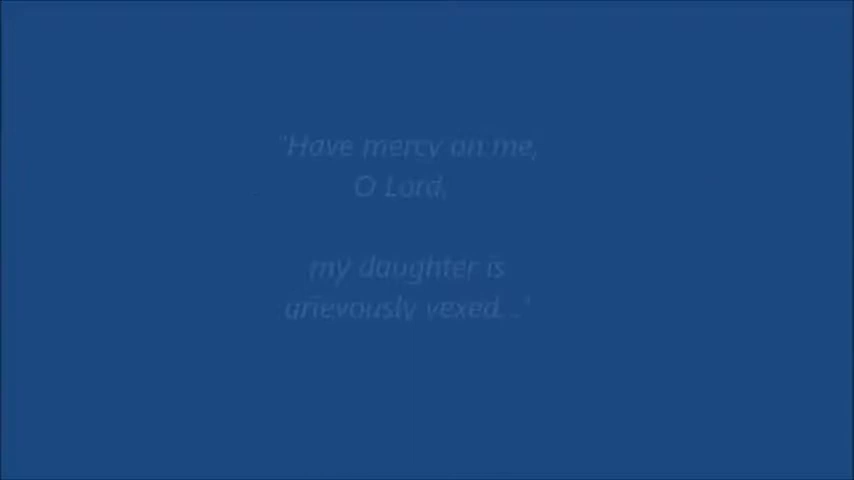 "Have mercy on me,
O Lord,
my daughter is
grievously vexed..."